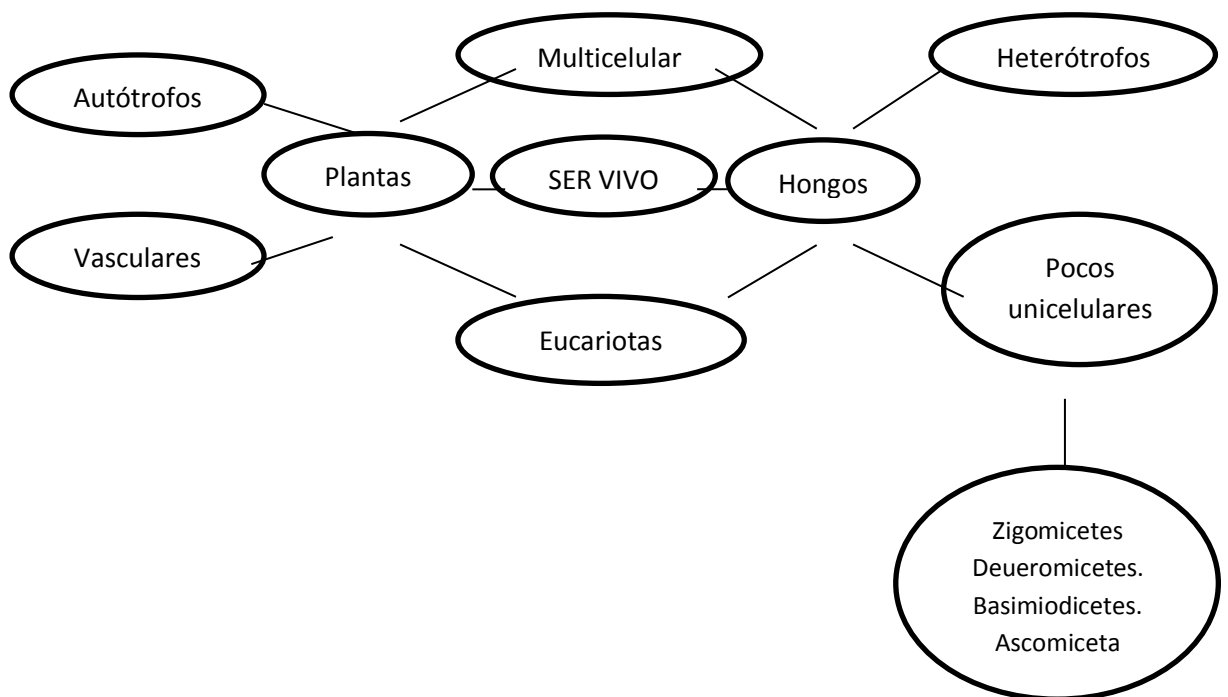 Multicelular
Heterótrofos
Autótrofos
Plantas
SER VIVO
Hongos
Vasculares
Pocos
unicelulares
Eucariotas
Zigomicetes
Deueromicetes.
Basimiodicetes.
Ascomiceta